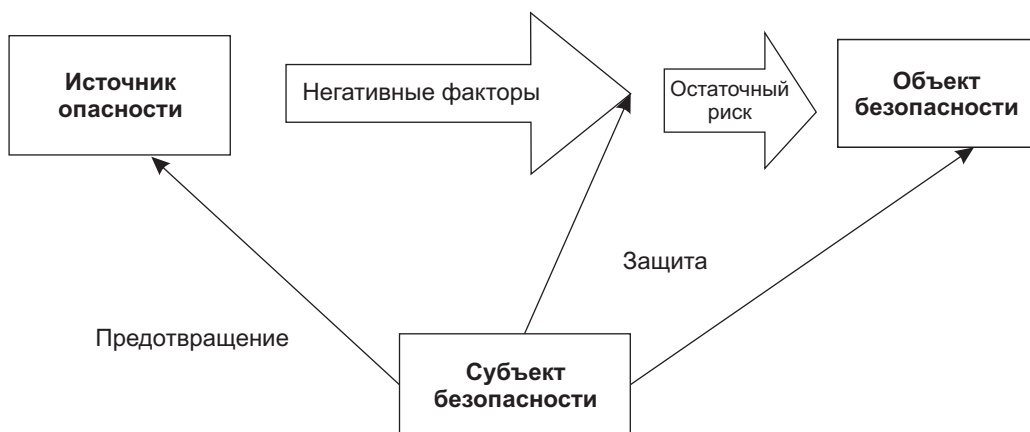 Источник
опасности
Негативные факторы
Остаточный
риск
Объект
безопасности
Защита
Предотвращение
Субъект
безопасности